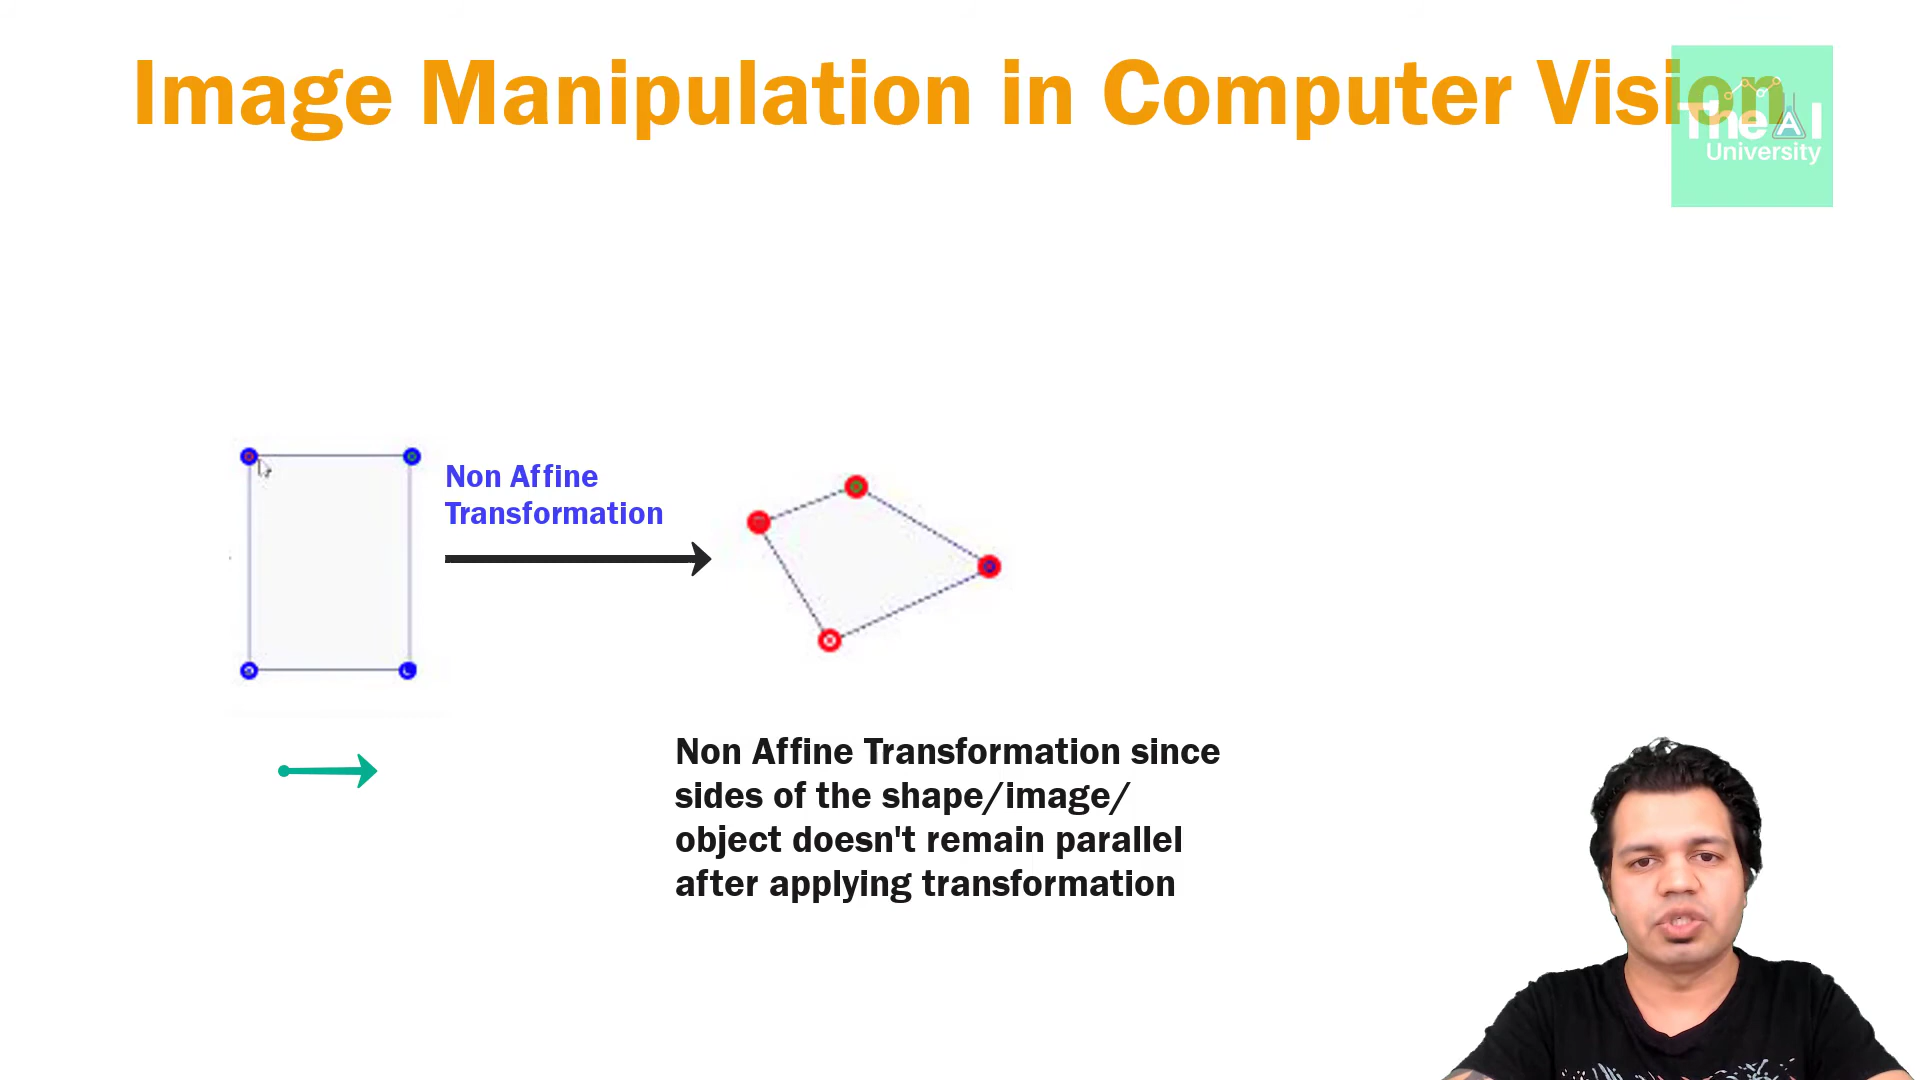 Image Manipulation in Computer Vision
The AI
University
Non Affine
Transformation
Non Affine Transformation since
sides of the shape/image/
object doesn't remain parallel
after applying transformation